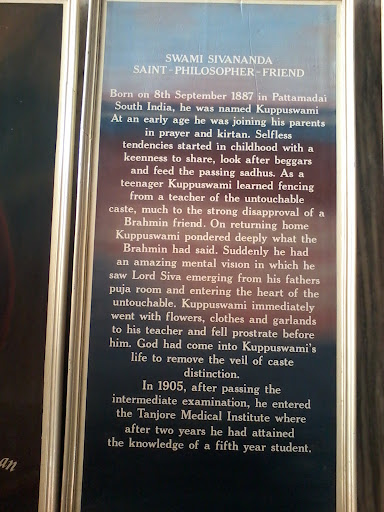 SWAMI SIVANANDA
SAINT-PHILOSOPHER-FRIEND
Born on 8th September 1887 in Pattamadai
South India, he was named Kuppuswami
At an early age he was joining his parents
in prayer and kirtan. Selfless
tendencies started in childhood with a
keenness to share, look after beggars
and feed the passing sadhus. As a
teenager Kuppuswami learned fencing
from a teacher of the untouchable
caste, much to the strong disapproval of a
Brahmin friend. On returning home
Kuppuswami pondered deeply what the
Brahmin had said. Suddenly he had
an amazing mental vision in which he
saw Lord Siva emerging from his fathers
puja room and entering the heart of the
untouchable. Kuppuswami immediately
went with flowers, clothes and garlands
to his teacher and fell prostrate before
him. God had come into Kuppuswami's
life to remove the veil of caste
distinction.
In 1905, after passing the
intermediate examination, he entered
the Tanjore Medical Institute where
after two years he had attained
the knowledge of a fifth year student.
an